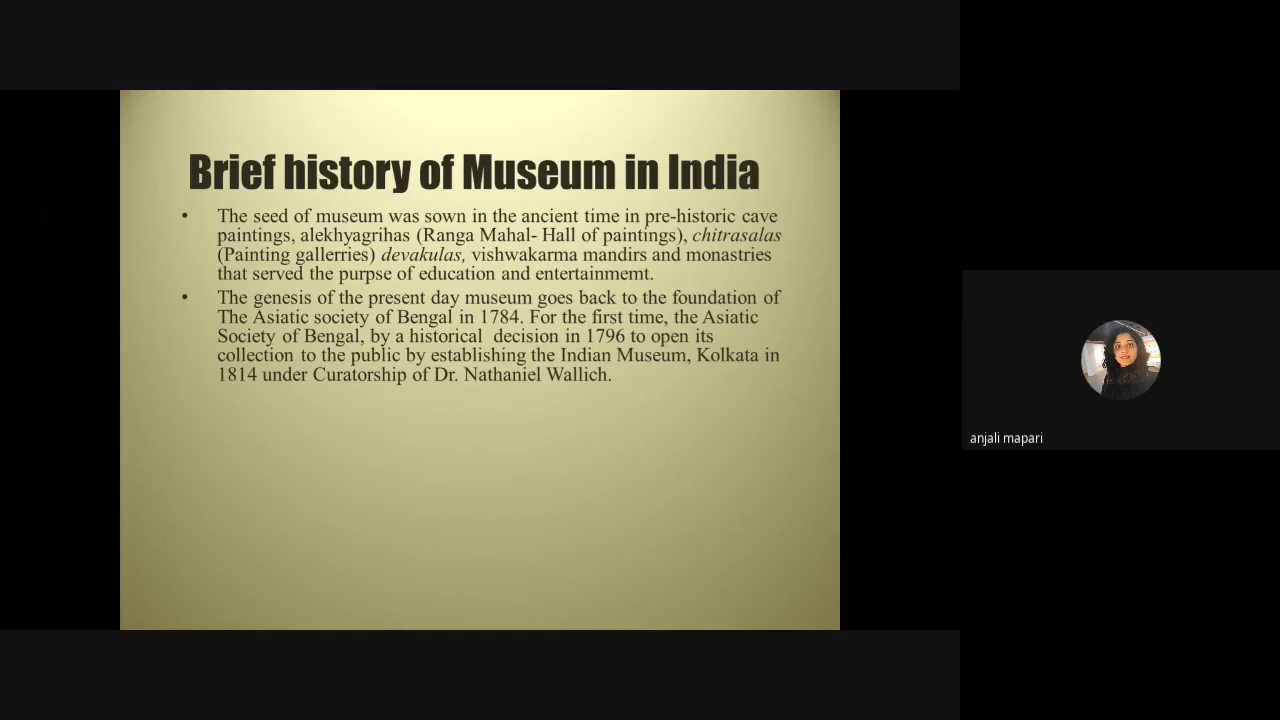 Brief history of Museum in India
• The seed of museum was sown in the ancient time in pre-historic cave
paintings, alekhyagrihas (Ranga Mahal- Hall of paintings), chitrasalas
(Painting gallerries) devakulas, vishwakarma mandirs and monastries
that served the purpse of education and entertainmemt.
• The genesis of the present day museum goes back to the foundation of
The Asiatic society of Bengal in 1784. For the first time, the Asiatic
Society of Bengal, by a historical decision in 1796 to open its
collection to the public by establishing the Indian Museum, Kolkata in
1814 under Curatorship of Dr. Nathaniel Wallich.
anjali mapari